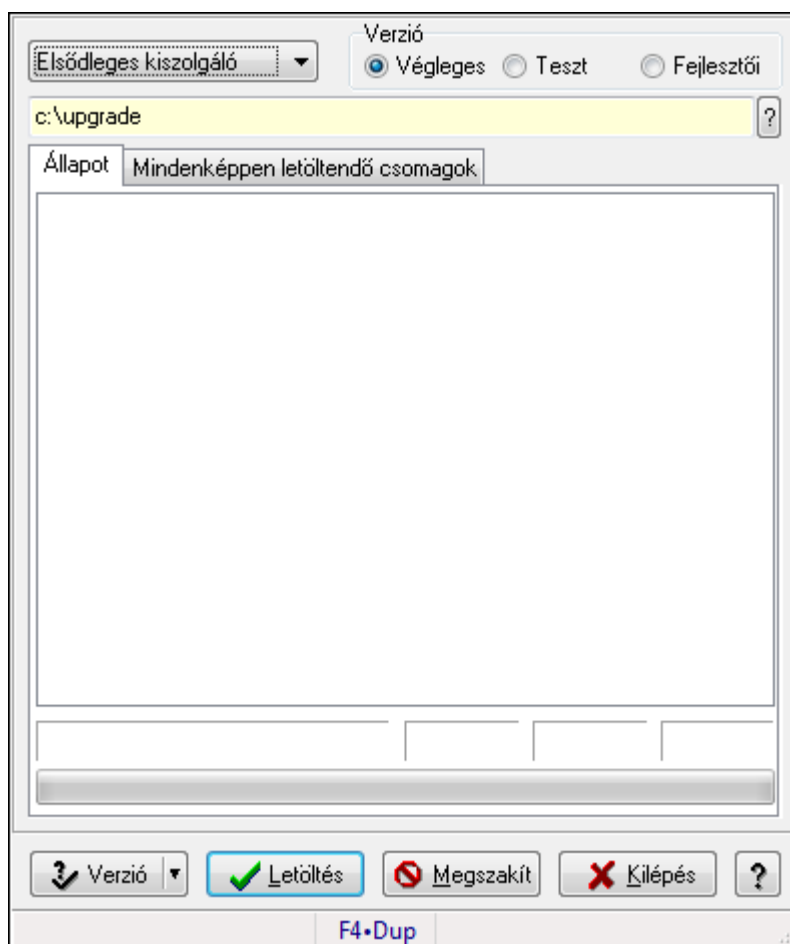 Verzió
Elsődleges kiszolgáló
Végleges Teszt Fejlesztői
c:\upgrade ?
Állapot Mindenképpen letöltendő csomagok
Verzió Letöltés Megszakít Kilépés ?
F4•Dup